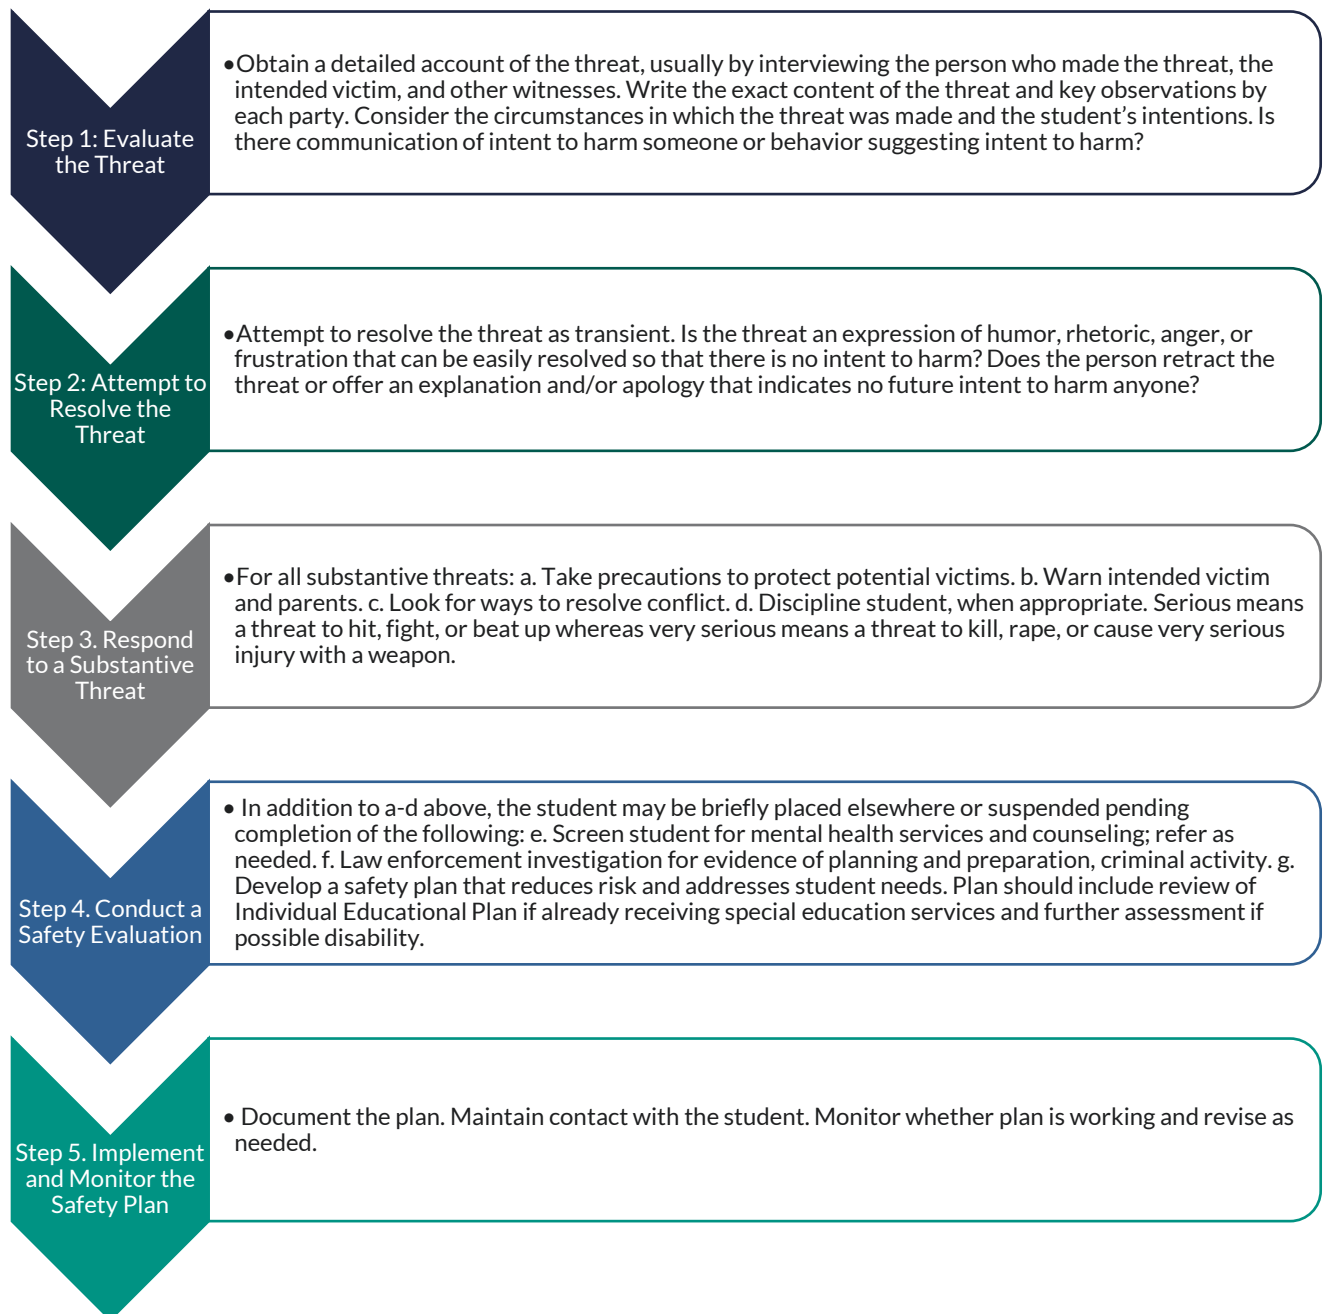 Step 1: Evaluate
the Threat
•Obtain a detailed account of the threat, usually by interviewing the person who made the threat, the
intended victim, and other witnesses. Write the exact content of the threat and key observations by
each party. Consider the circumstances in which the threat was made and the student’s intentions. Is
there communication of intent to harm someone or behavior suggesting intent to harm?
Step 2: Attempt to
Resolve the
Threat
•Attempt to resolve the threat as transient. Is the threat an expression of humor, rhetoric, anger, or
frustration that can be easily resolved so that there is no intent to harm? Does the person retract the
threat or offer an explanation and/or apology that indicates no future intent to harm anyone?
Step 3. Respond
to a Substantive
Threat
•For all substantive threats: a. Take precautions to protect potential victims. b. Warn intended victim
and parents. c. Look for ways to resolve conflict. d. Discipline student, when appropriate. Serious means
a threat to hit, fight, or beat up whereas very serious means a threat to kill, rape, or cause very serious
injury with a weapon.
Step 4. Conduct a
Safety Evaluation
• In addition to a-d above, the student may be briefly placed elsewhere or suspended pending
completion of the following: e. Screen student for mental health services and counseling; refer as
needed. f. Law enforcement investigation for evidence of planning and preparation, criminal activity. g.
Develop a safety plan that reduces risk and addresses student needs. Plan should include review of
Individual Educational Plan if already receiving special education services and further assessment if
possible disability.
Step 5. Implement
and Monitor the
Safety Plan
• Document the plan. Maintain contact with the student. Monitor whether plan is working and revise as
needed.